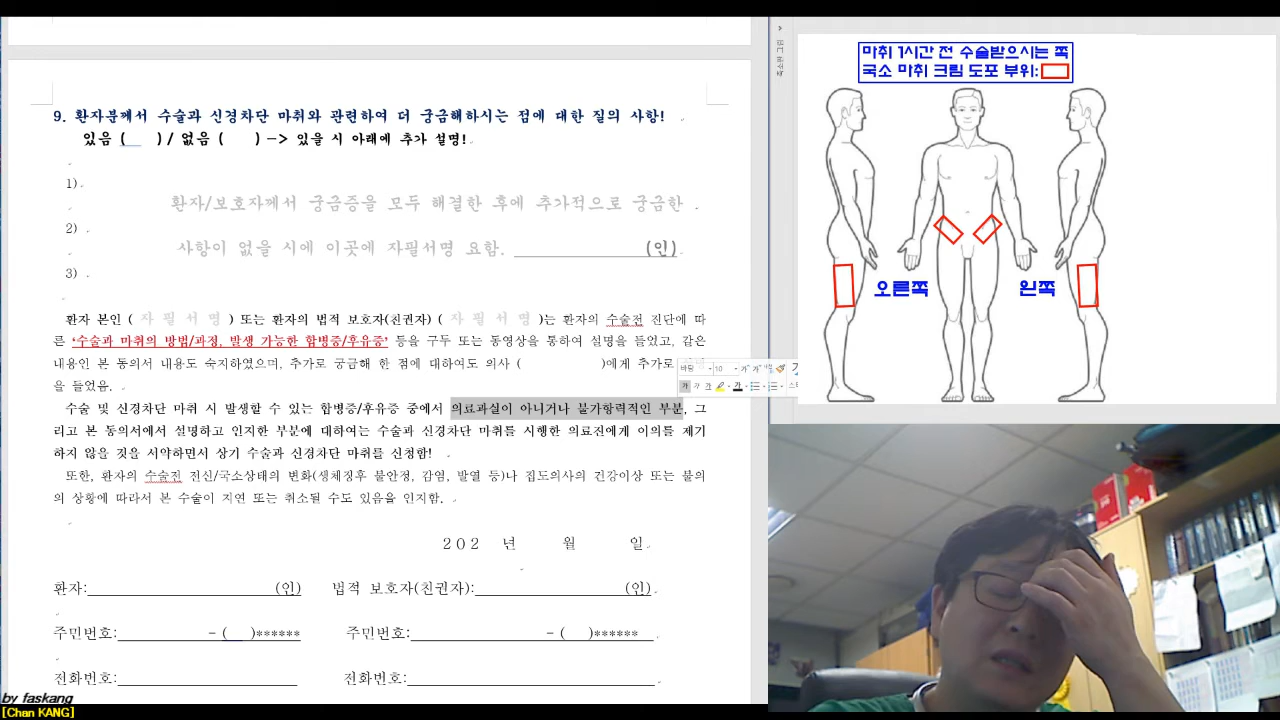 9. 환자분께서 수술과 신경차단 마취와 관련하여 더 궁금해하시는 점에 대한 질의 사항!
있음 (      ) / 없음 (      ) -> 있을 시 아래에 추가 설명!
1)
환자/보호자께서 궁금증을 모두 해결한 후에 추가적으로 궁금한
2)
사항이 없을 시에 이곳에 자필서명 요함. ____________ (인)
3)
환자 본인 ( 자 필 서 명 ) 또는 환자의 법적 보호자(친권자) ( 자 필 서 명 )는 환자의 수술전 진단에 따
른 '수술과 마취의 방법/과정, 발생 가능한 합병증/후유증' 등을 구두 또는 동영상을 통하여 설명을 들었고, 같은
내용인 본 동의서 내용도 숙지하였으며, 추가로 궁금해 한 점에 대하여도 의사 (            )에게 추가로
을 들었음.
수술 및 신경차단 마취 시 발생할 수 있는 합병증/후유증 중에서 의료과실이 아니거나 불가항력적인 부분, 그
리고 본 동의서에서 설명하고 인지한 부분에 대하여는 수술과 신경차단 마취를 시행한 의료진에게 이의를 제기
하지 않을 것을 서약하면서 상기 수술과 신경차단 마취를 신청함!
또한, 환자의 수술전 전신/국소상태의 변화(생체징후 불안정, 감염, 발열 등)나 집도의사의 건강이상 또는 불의
의 상황에 따라서 본 수술이 지연 또는 취소될 수도 있음을 인지함.
202   년      월      일
환자:____________ (인)   법적 보호자(친권자):____________ (인)
주민번호:____________ - (   )******   주민번호:____________ - (   )******
전화번호:____________   전화번호:____________
바탕 10
가 가 가 가
마취 1시간 전 수술받으시는 쪽
국소 마취 크림 도포 부위:
오른쪽 왼쪽
by faskang
[Chan KANG]